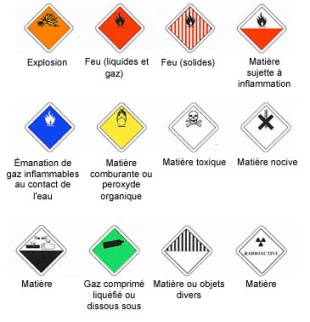 Explosion
Feu (liquides et
gaz)
Feu (solides)
Matière
sujette à
inflammation
Émanation de
gaz inflammables
au contact de
l'eau
Matière
comburante ou
peroxyde
organique
Matière toxique
Matière nocive
RADIOACTIVE
Matière
Gaz comprimé
liquéfié ou
dissous sous
Matière ou objets
divers
Matière